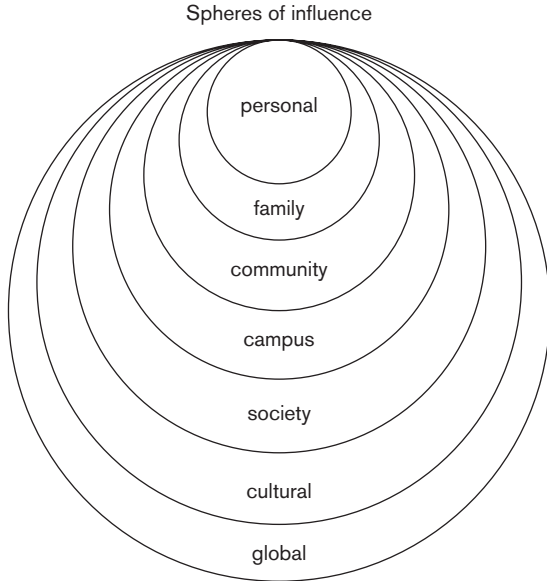 Spheres of influence
personal
family
community
campus
society
cultural
global